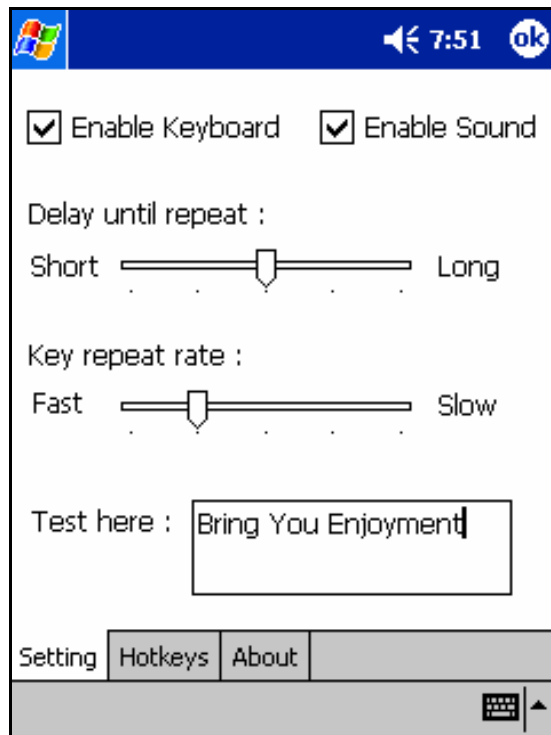 7:51 ok
Enable Keyboard Enable Sound
Delay until repeat :
Short Long
Key repeat rate :
Fast Slow
Test here : Bring You Enjoyment
Setting Hotkeys About